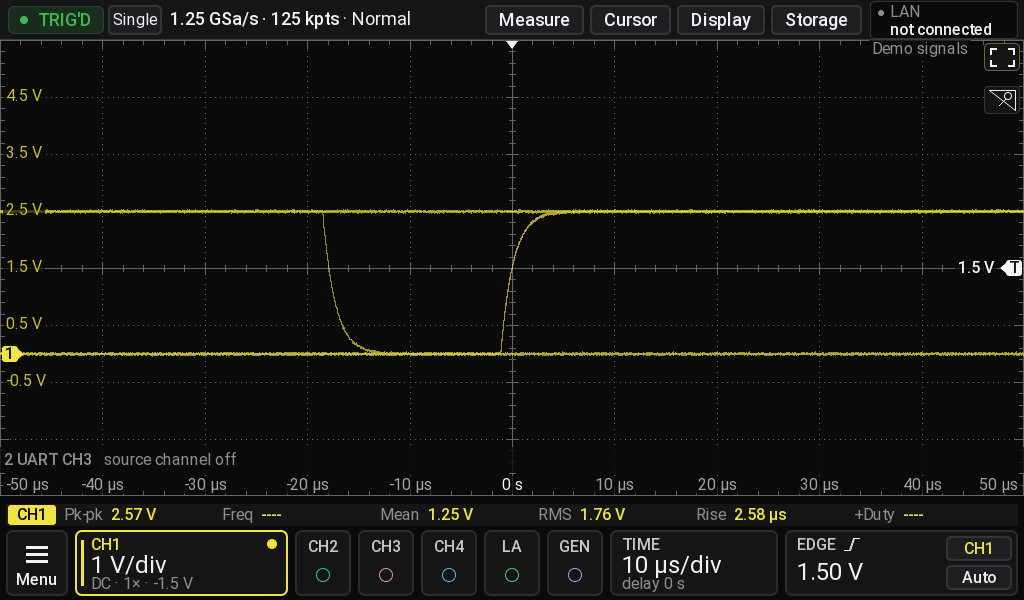 TRIG'D Single 1.25 GSa/s · 125 kpts · Normal Measure Cursor Display Storage LAN
not connected
Demo signals
4.5 V
3.5 V
2.5 V
1.5 V 1.5 V T
0.5 V
1
-0.5 V
2 UART CH3 source channel off
-50 µs -40 µs -30 µs -20 µs -10 µs 0 s 10 µs 20 µs 30 µs 40 µs 50 µs
CH1 Pk-pk 2.57 V Freq ---- Mean 1.25 V RMS 1.76 V Rise 2.58 µs +Duty ----
Menu
CH1
1 V/div
DC · 1× · -1.5 V
CH2 CH3 CH4 LA GEN
TIME
10 µs/div
delay 0 s
EDGE
1.50 V
CH1
Auto